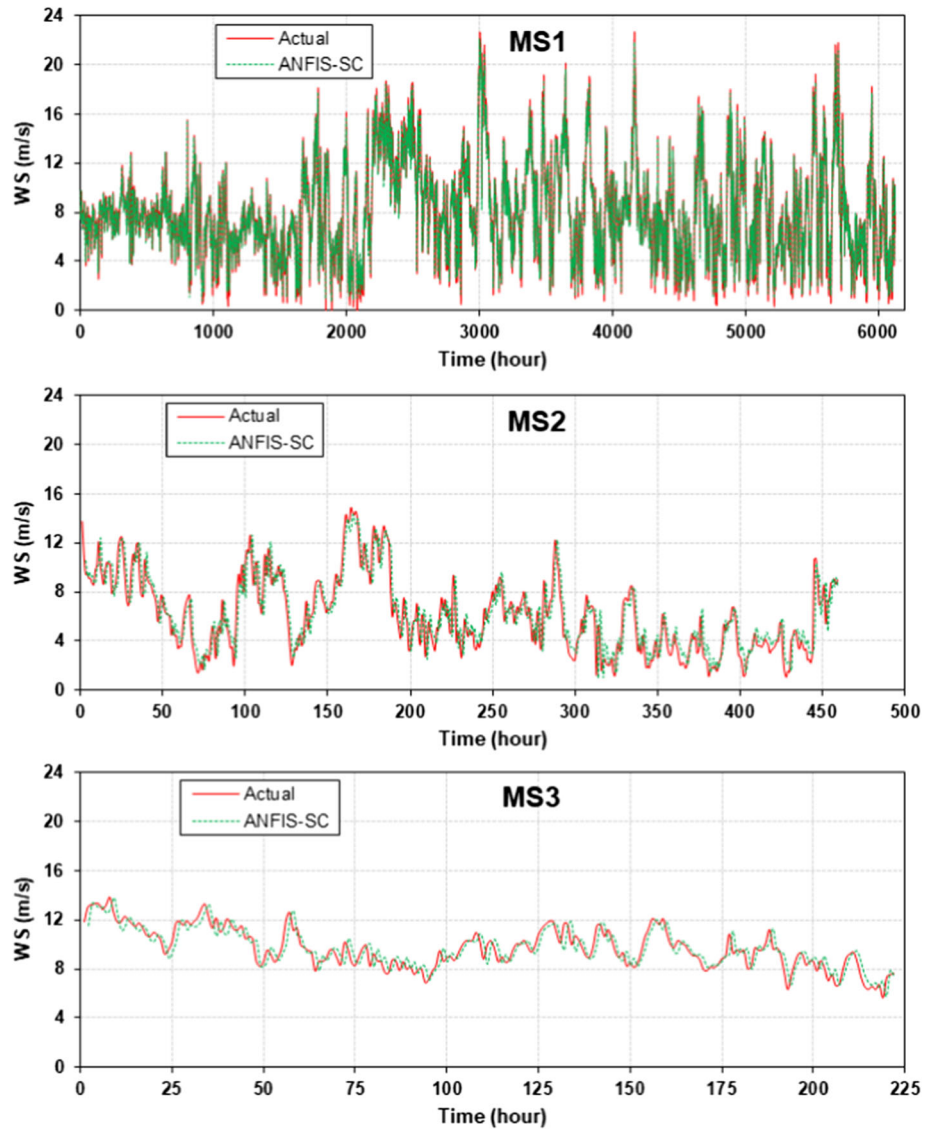 MS1
Actual
ANFIS-SC
WS (m/s)
24
20
16
12
8
4
0
0 1000 2000 3000 4000 5000 6000
Time (hour)
MS2
Actual
ANFIS-SC
WS (m/s)
24
20
16
12
8
4
0
0 50 100 150 200 250 300 350 400 450 500
Time (hour)
MS3
Actual
ANFIS-SC
WS (m/s)
24
20
16
12
8
4
0
0 25 50 75 100 125 150 175 200 225
Time (hour)